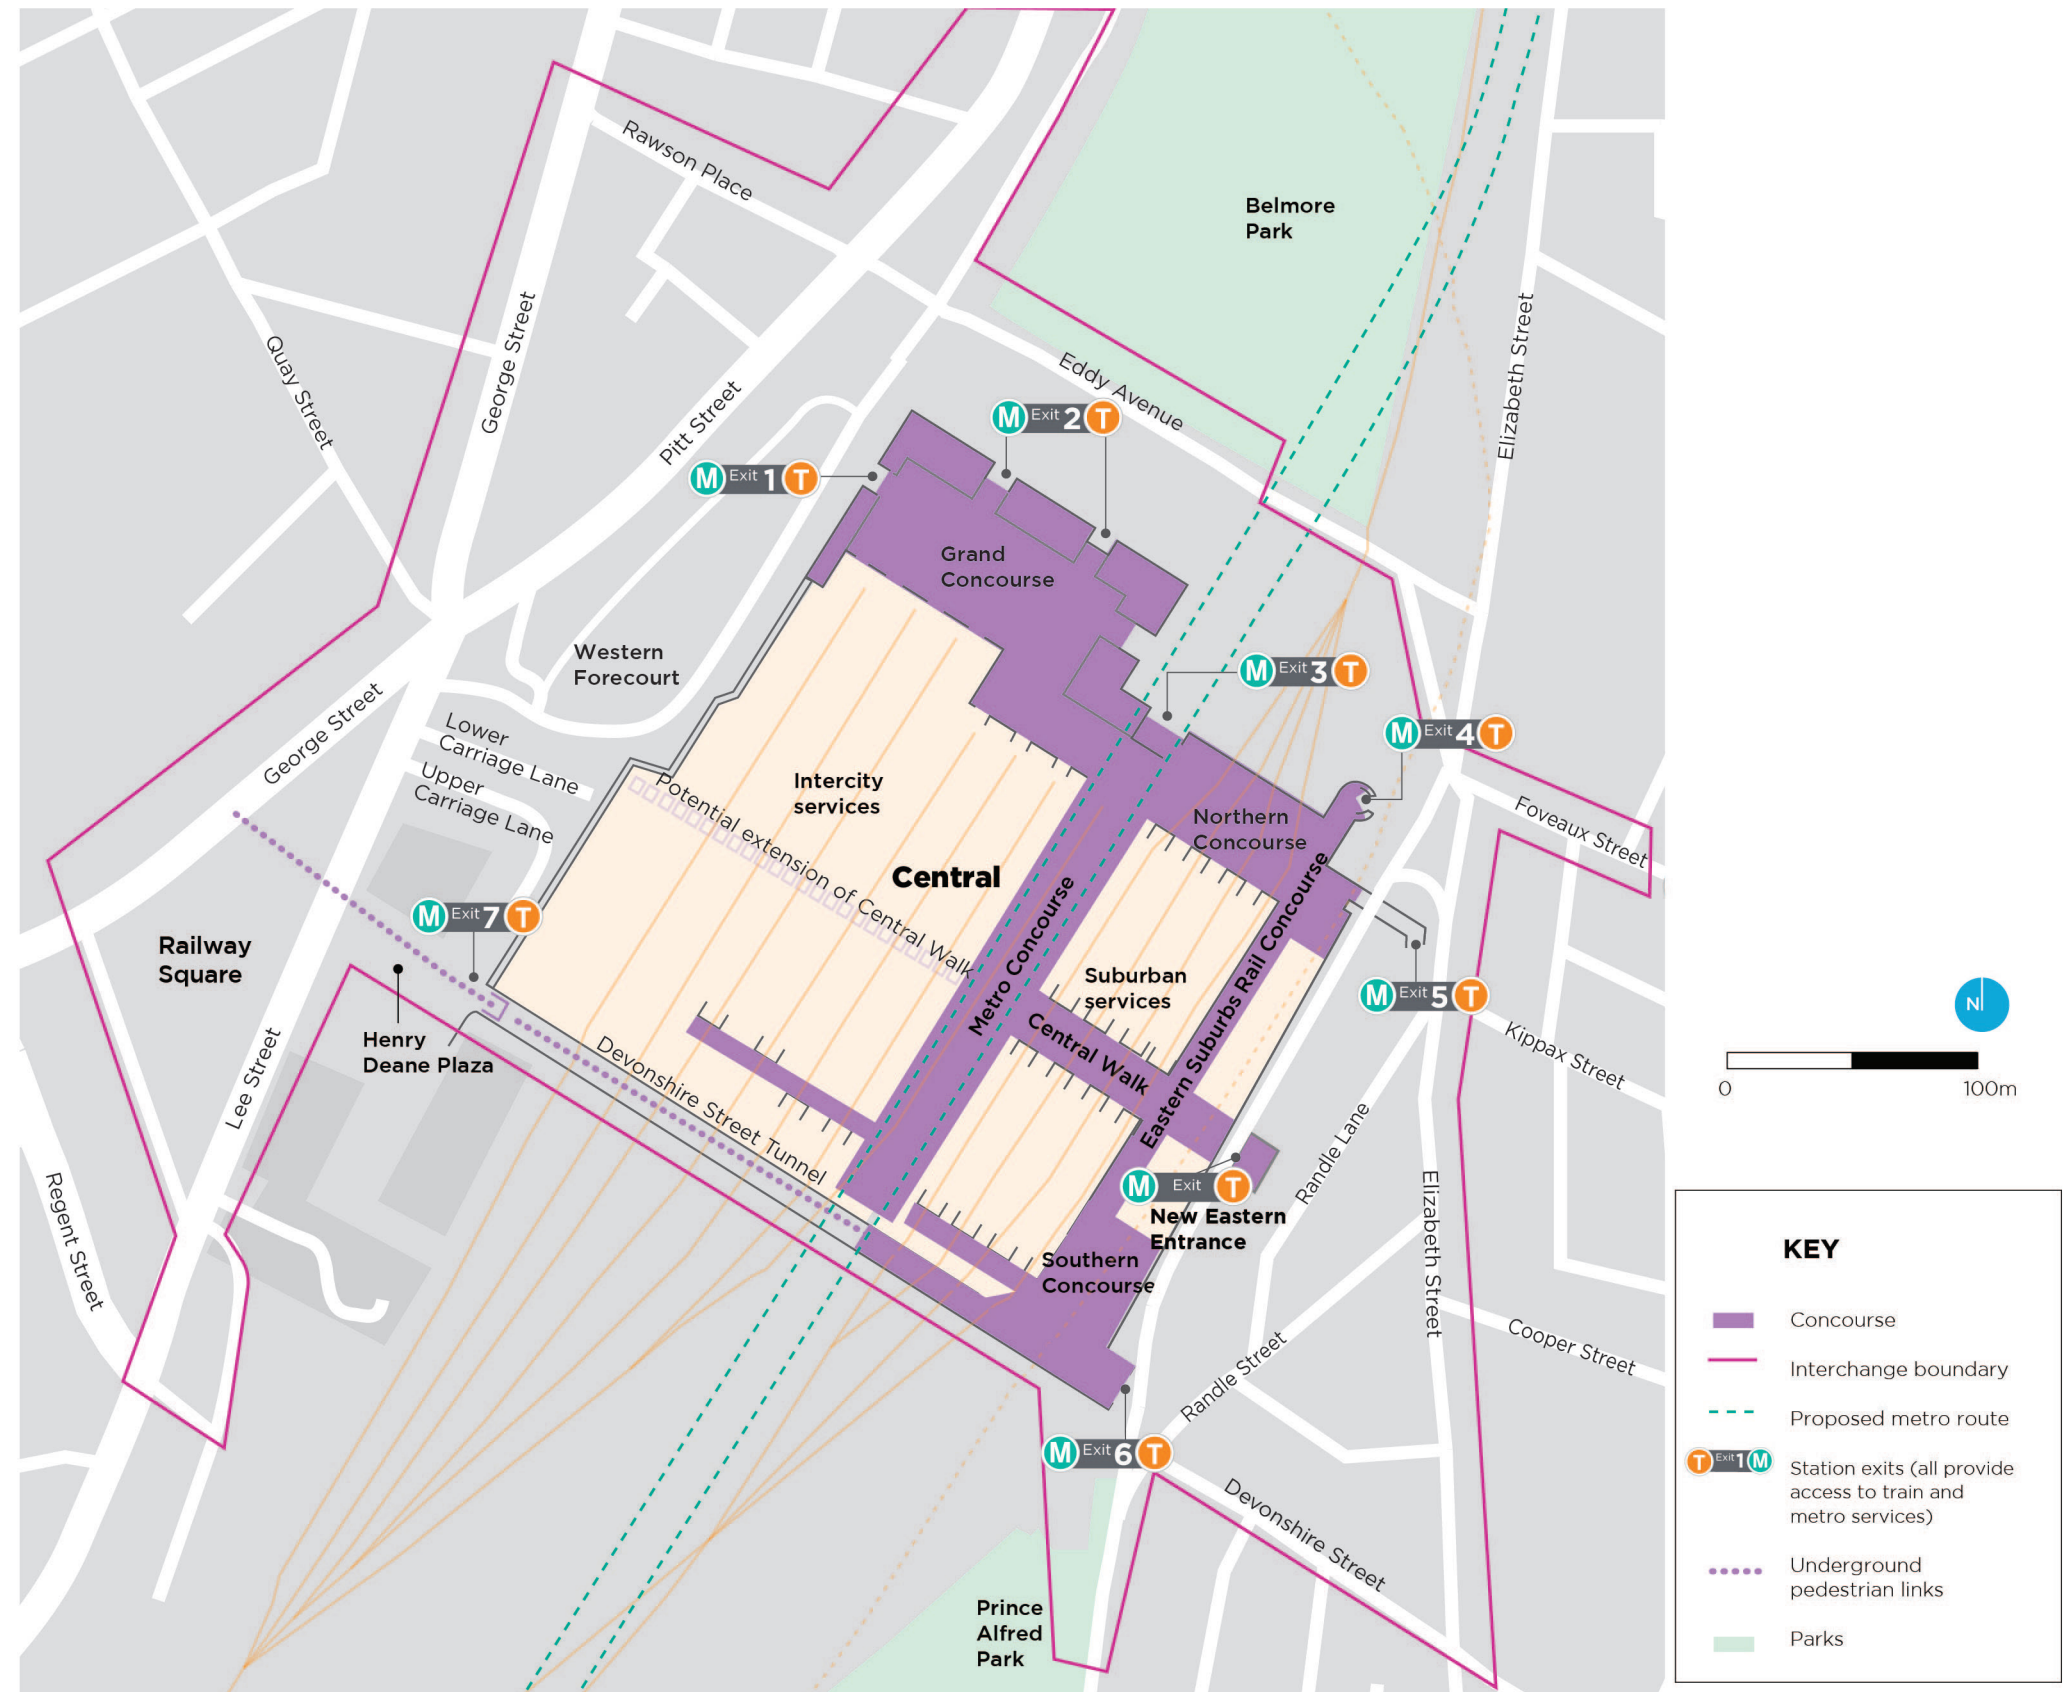 Rawson Place
Belmore
Park
George Street
Elizabeth Street
Quay Street
Pitt Street
Eddy Avenue
M Exit 2 T
M Exit 1 T
Grand
Concourse
Western
Forecourt
M Exit 3 T
George Street
Lower
Carriage Lane
Upper
Carriage Lane
M Exit 4 T
Intercity
services
Potential extension of Central Walk
Northern
Concourse
Foveaux Street
Central
M Exit 7 T
Railway
Square
Metro Concourse
Suburban
services
Eastern Suburbs Rail Concourse
M Exit 5 T
Central Walk
Kippax Street
N
0
100m
Henry
Deane Plaza
Devonshire Street Tunnel
Lee Street
Randle Lane
Regent Street
M Exit T
New Eastern
Entrance
Southern
Concourse
Elizabeth Street
Cooper Street
Randle Street
M Exit 6 T
Devonshire Street
Prince
Alfred
Park
KEY
Concourse
Interchange boundary
Proposed metro route
T Exit 1 M
Station exits (all provide
access to train and
metro services)
Underground
pedestrian links
Parks